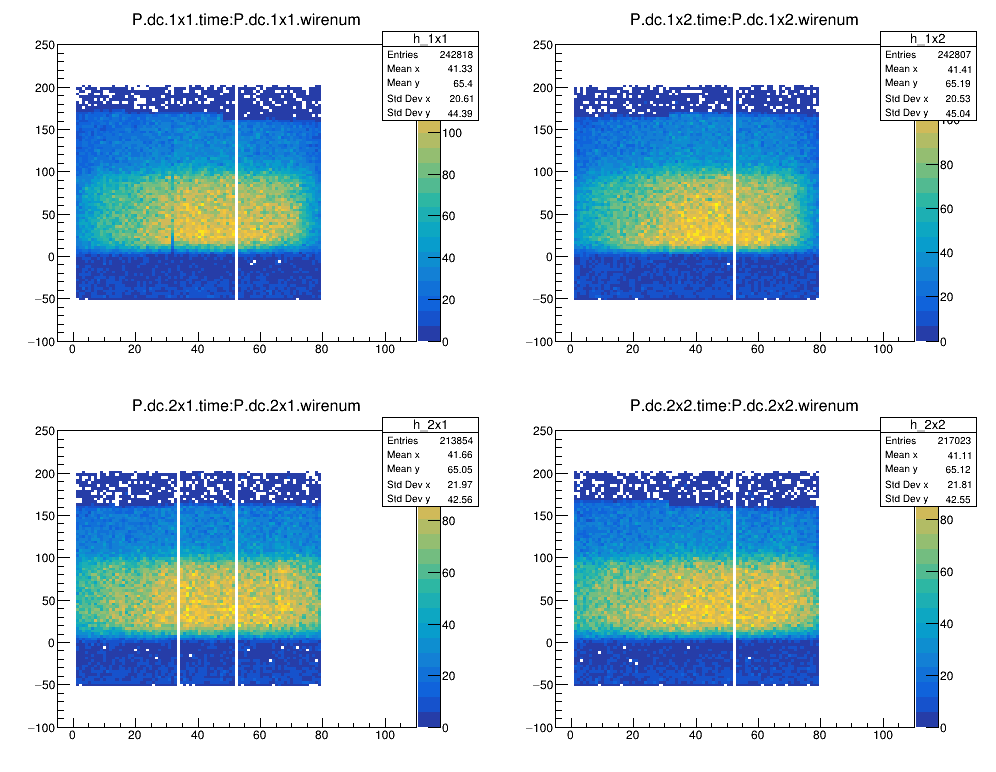 P.dc.1x1.time:P.dc.1x1.wirenum
h_1x1
Entries 242818
Mean x 41.33
Mean y 65.4
Std Dev x 20.61
Std Dev y 44.39
250
200
150
100
50
0
−50
−100
0 20 40 60 80 100
100
80
60
40
20
0
P.dc.1x2.time:P.dc.1x2.wirenum
h_1x2
Entries 242807
Mean x 41.41
Mean y 65.19
Std Dev x 20.53
Std Dev y 45.04
250
200
150
100
50
0
−50
−100
0 20 40 60 80 100
100
80
60
40
20
0
P.dc.2x1.time:P.dc.2x1.wirenum
h_2x1
Entries 213854
Mean x 41.66
Mean y 65.05
Std Dev x 21.97
Std Dev y 42.56
250
200
150
100
50
0
−50
−100
0 20 40 60 80 100
80
60
40
20
0
P.dc.2x2.time:P.dc.2x2.wirenum
h_2x2
Entries 217023
Mean x 41.11
Mean y 65.12
Std Dev x 21.81
Std Dev y 42.55
250
200
150
100
50
0
−50
−100
0 20 40 60 80 100
80
60
40
20
0